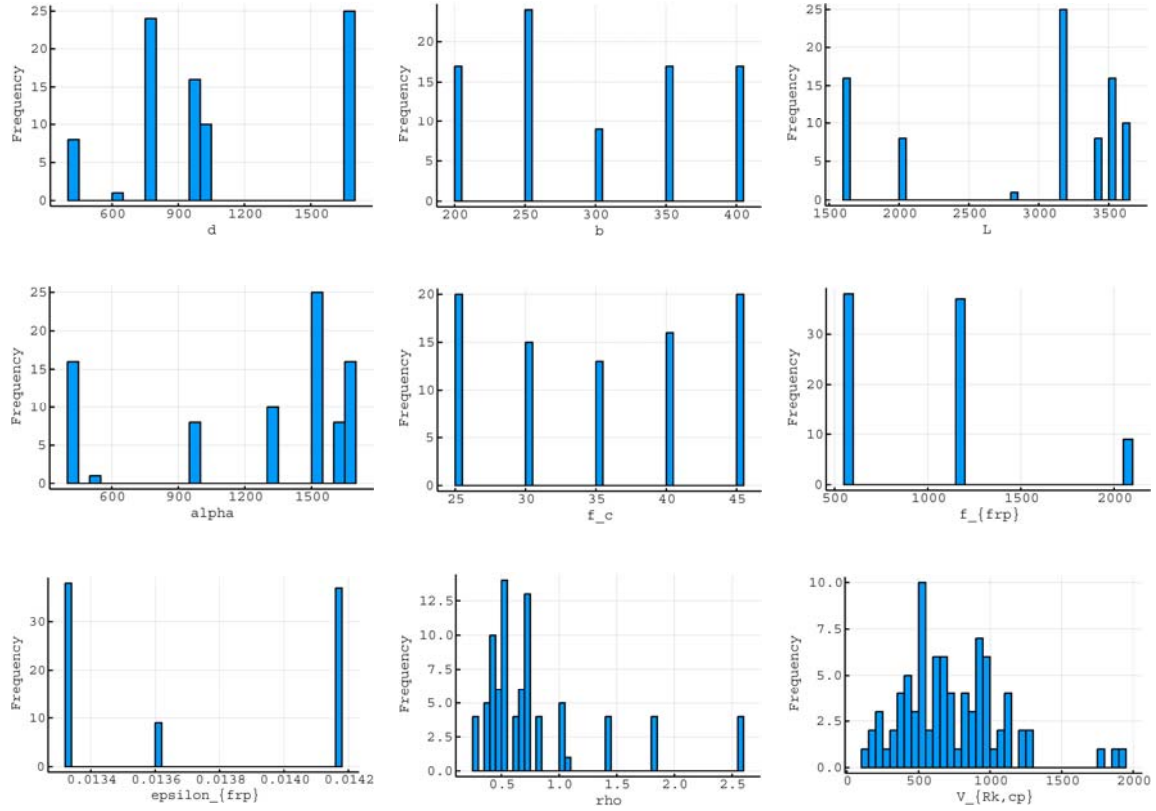 Frequency
25
20
15
10
5
0
600 900 1200 1500
d
Frequency
20
15
10
5
0
200 250 300 350 400
b
Frequency
25
20
15
10
5
0
1500 2000 2500 3000 3500
L
Frequency
25
20
15
10
5
0
600 900 1200 1500
alpha
Frequency
20
15
10
5
0
25 30 35 40 45
f_c
Frequency
30
20
10
0
500 1000 1500 2000
f_{frp}
Frequency
30
20
10
0
0.0134 0.0136 0.0138 0.0140 0.0142
epsilon_{frp}
Frequency
12.5
10.0
7.5
5.0
2.5
0.0
0.5 1.0 1.5 2.0 2.5
rho
Frequency
10.0
7.5
5.0
2.5
0.0
0 500 1000 1500 2000
V_{Rk,cp}